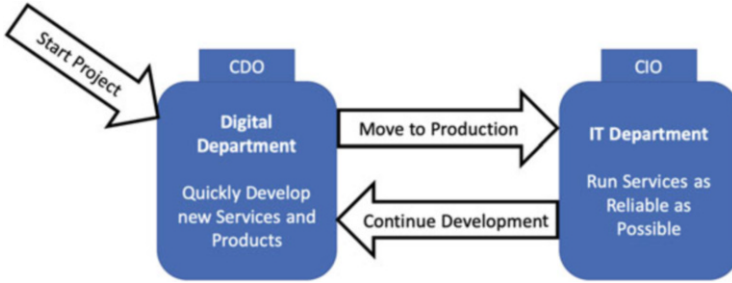 Start Project
CDO
Digital
Department
Quickly Develop
new Services and
Products
Move to Production
Continue Development
CIO
IT Department
Run Services as
Reliable as
Possible